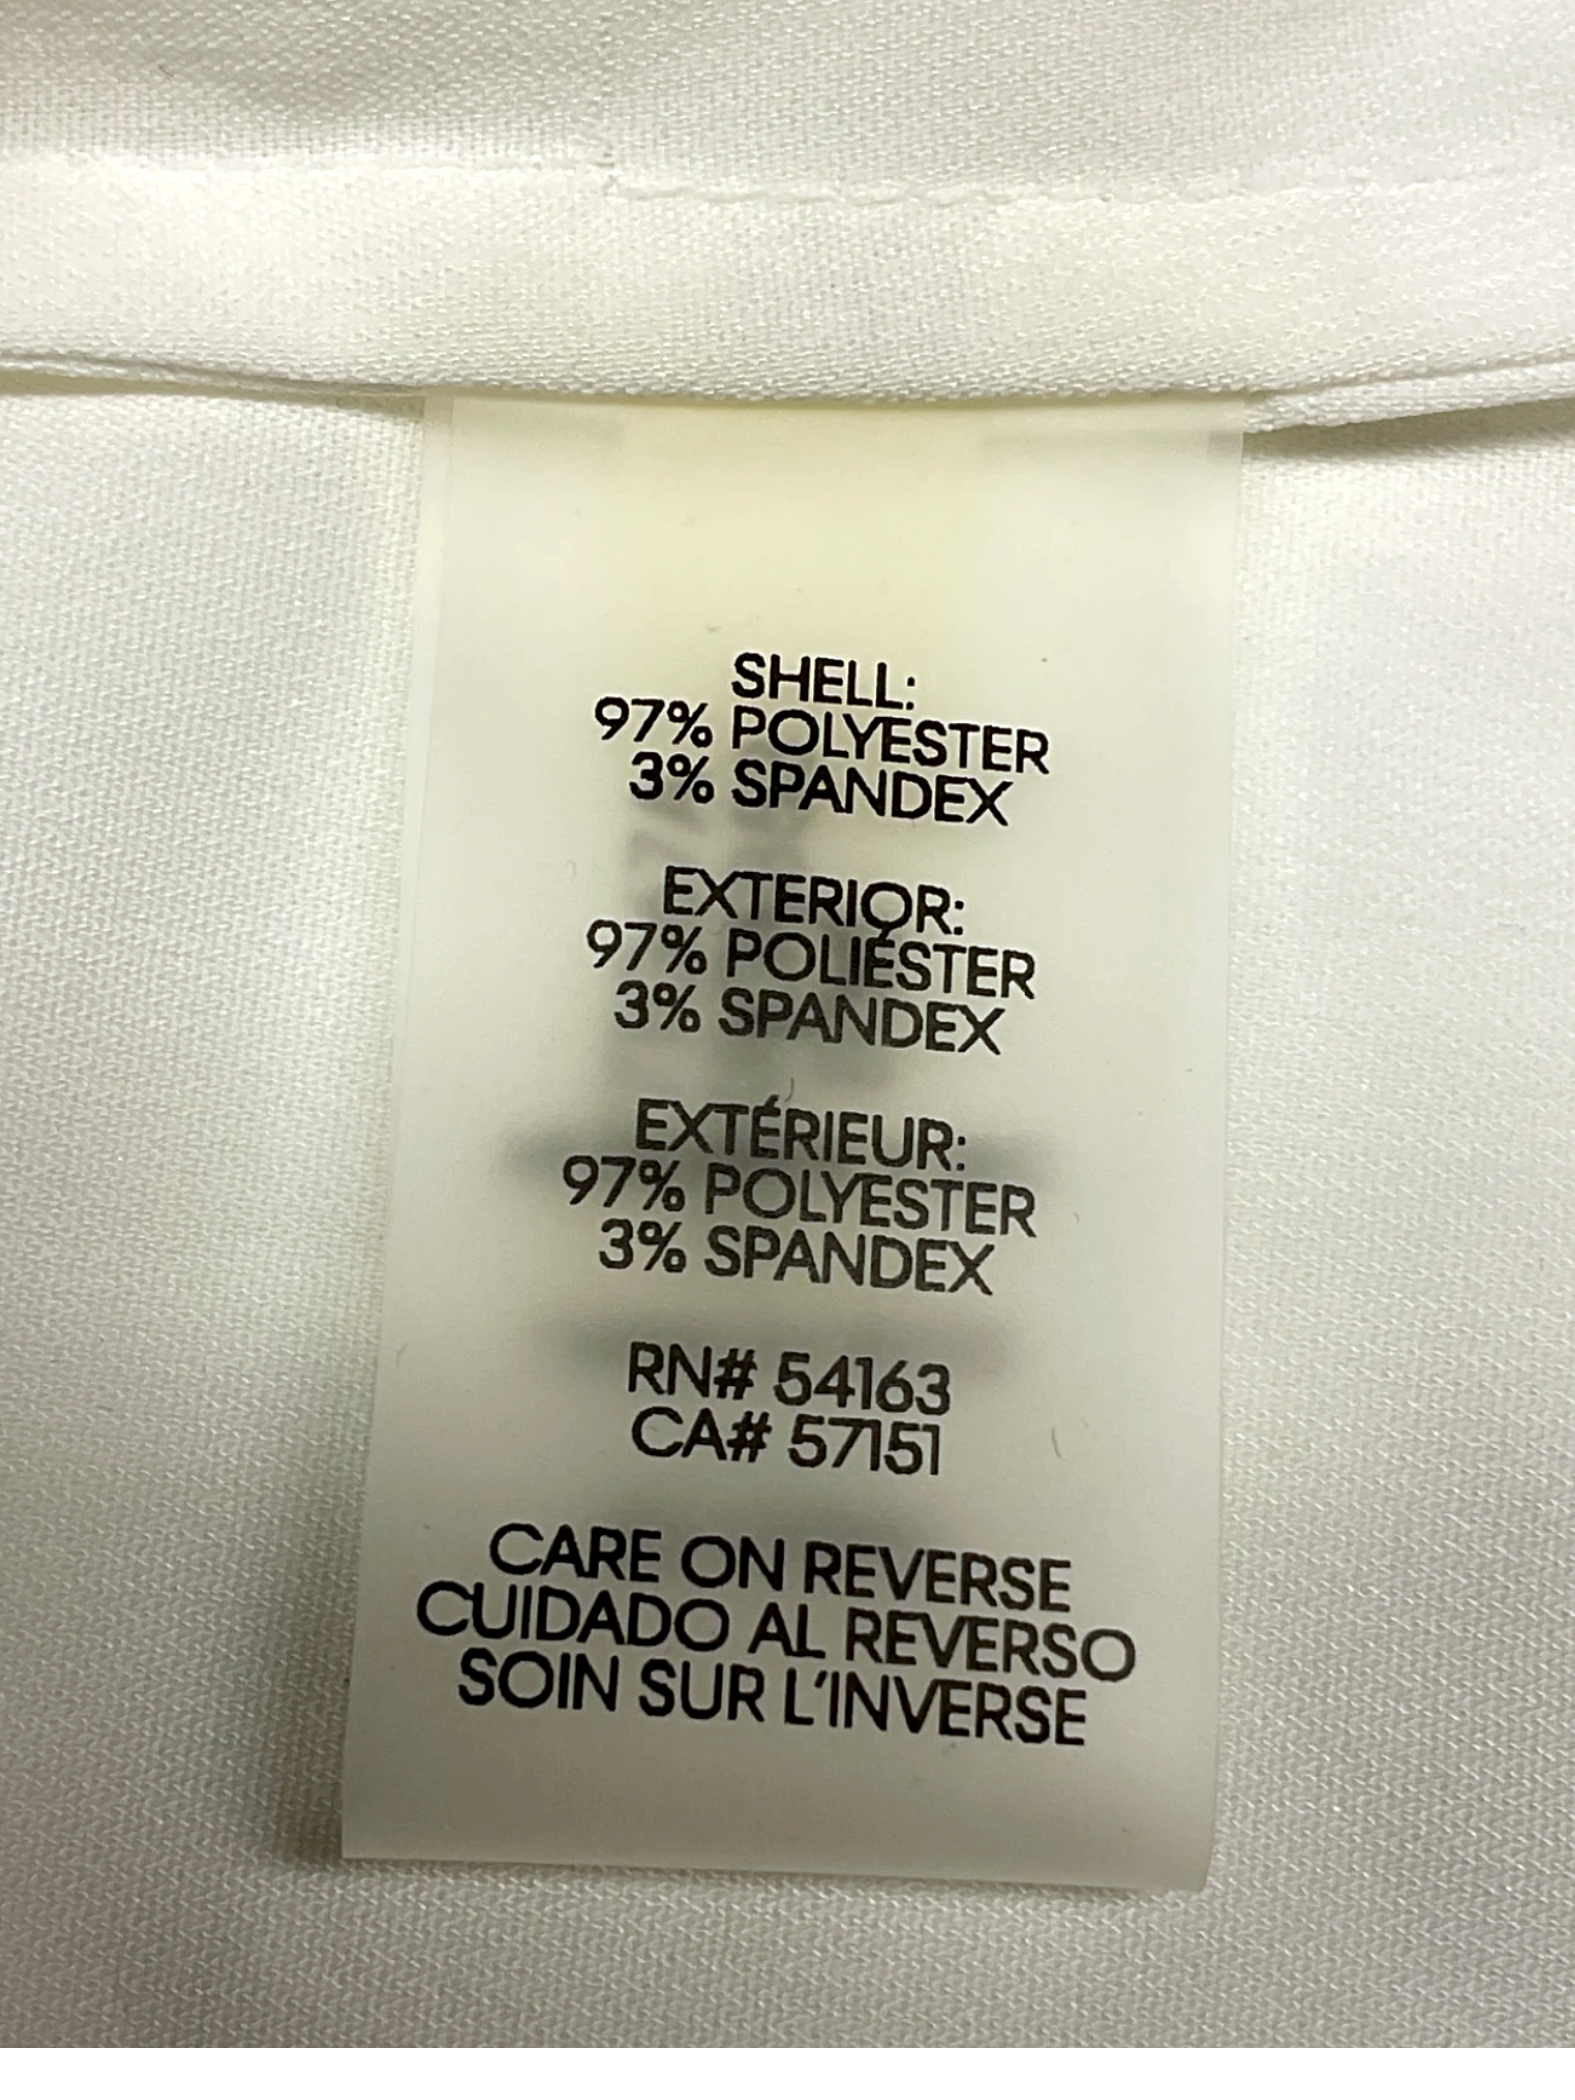 SHELL:
97% POLYESTER
3% SPANDEX
EXTERIOR:
97% POLIÉSTER
3% SPANDEX
EXTÉRIEUR:
97% POLYESTER
3% SPANDEX
RN# 54163
CA# 57151
CARE ON REVERSE
CUIDADO AL REVERSO
SOIN SUR L'INVERSE